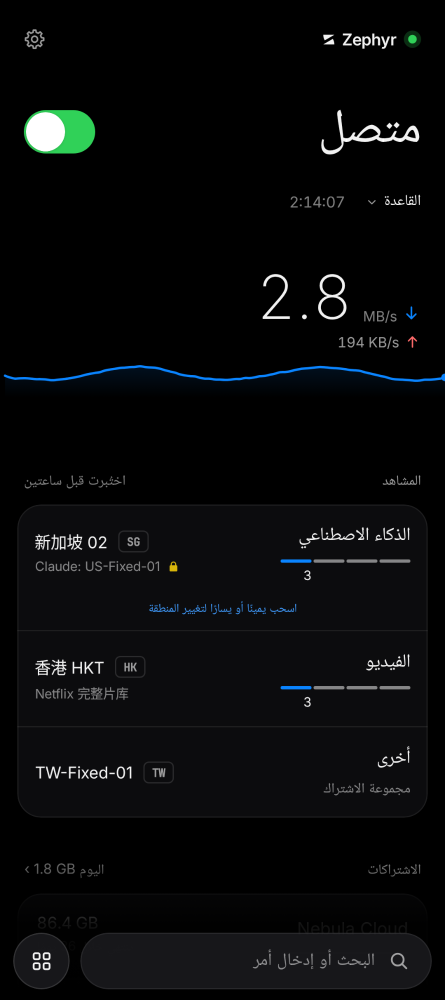 Zephyr
متصل
القاعدة 2:14:07
2.8 MB/s
194 KB/s
المشاهد اختُبرت قبل ساعتين
الذكاء الاصطناعي
3
新加坡 02 SG
Claude: US-Fixed-01
اسحب يمينًا أو يسارًا لتغيير المنطقة
الفيديو
3
香港 HKT HK
Netflix 完整片库
أخرى
مجموعة الاشتراك
TW-Fixed-01 TW
الاشتراكات اليوم 1.8 GB ‹
Nebula Cloud 86.4 GB
البحث أو إدخال أمر